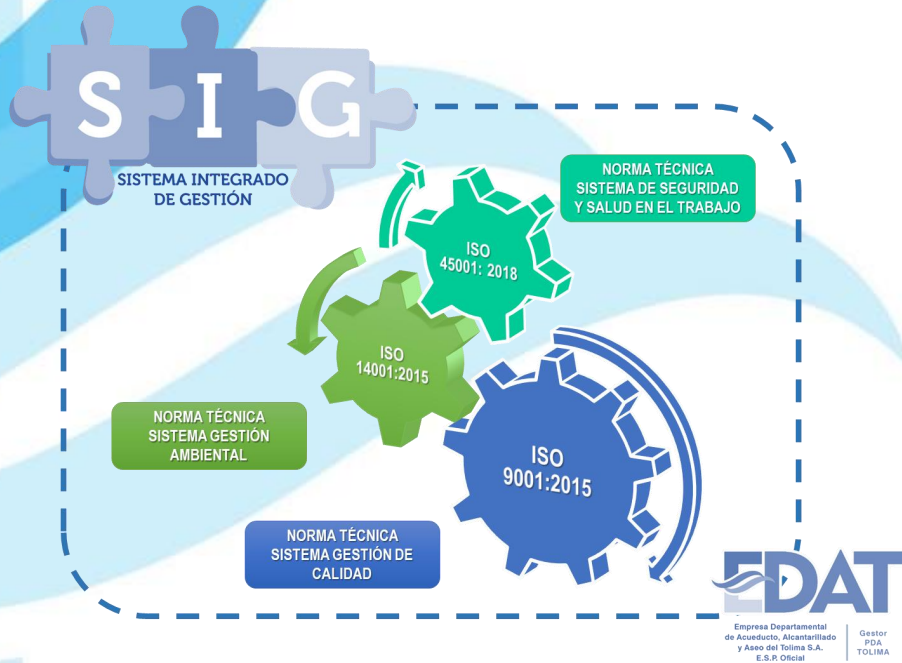 SIG
SISTEMA INTEGRADO
DE GESTIÓN
NORMA TÉCNICA
SISTEMA DE SEGURIDAD
Y SALUD EN EL TRABAJO
ISO
45001: 2018
ISO
14001:2015
NORMA TÉCNICA
SISTEMA GESTIÓN
AMBIENTAL
ISO
9001:2015
NORMA TÉCNICA
SISTEMA GESTIÓN DE
CALIDAD
EDAT
Empresa Departamental
de Acueducto, Alcantarillado
y Aseo del Tolima S.A.
E.S.P. Oficial
Gestor
PDA
TOLIMA